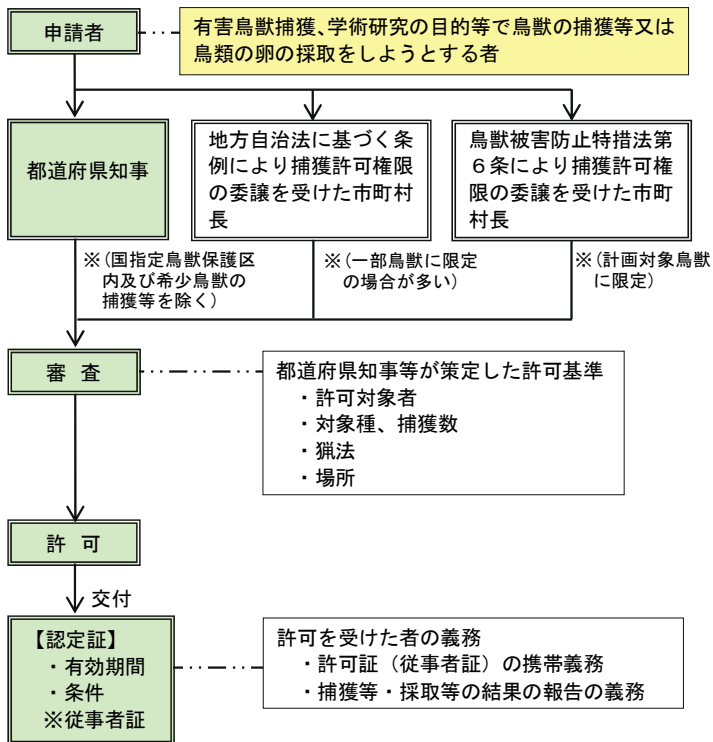 申請者
有害鳥獣捕獲、学術研究の目的等で鳥獣の捕獲等又は
鳥類の卵の採取をしようとする者
都道府県知事
地方自治法に基づく条
例により捕獲許可権限
の委譲を受けた市町村
長
鳥獣被害防止特措法第
６条により捕獲許可権
限の委譲を受けた市町
村長
※(国指定鳥獣保護区
内及び希少鳥獣の
捕獲等を除く)
※(一部鳥獣に限定
の場合が多い)
※(計画対象鳥獣
に限定)
審 査
都道府県知事等が策定した許可基準
・許可対象者
・対象種、捕獲数
・猟法
・場所
許 可
交付
【認定証】
・有効期間
・条件
※従事者証
許可を受けた者の義務
・許可証（従事者証）の携帯義務
・捕獲等・採取等の結果の報告の義務